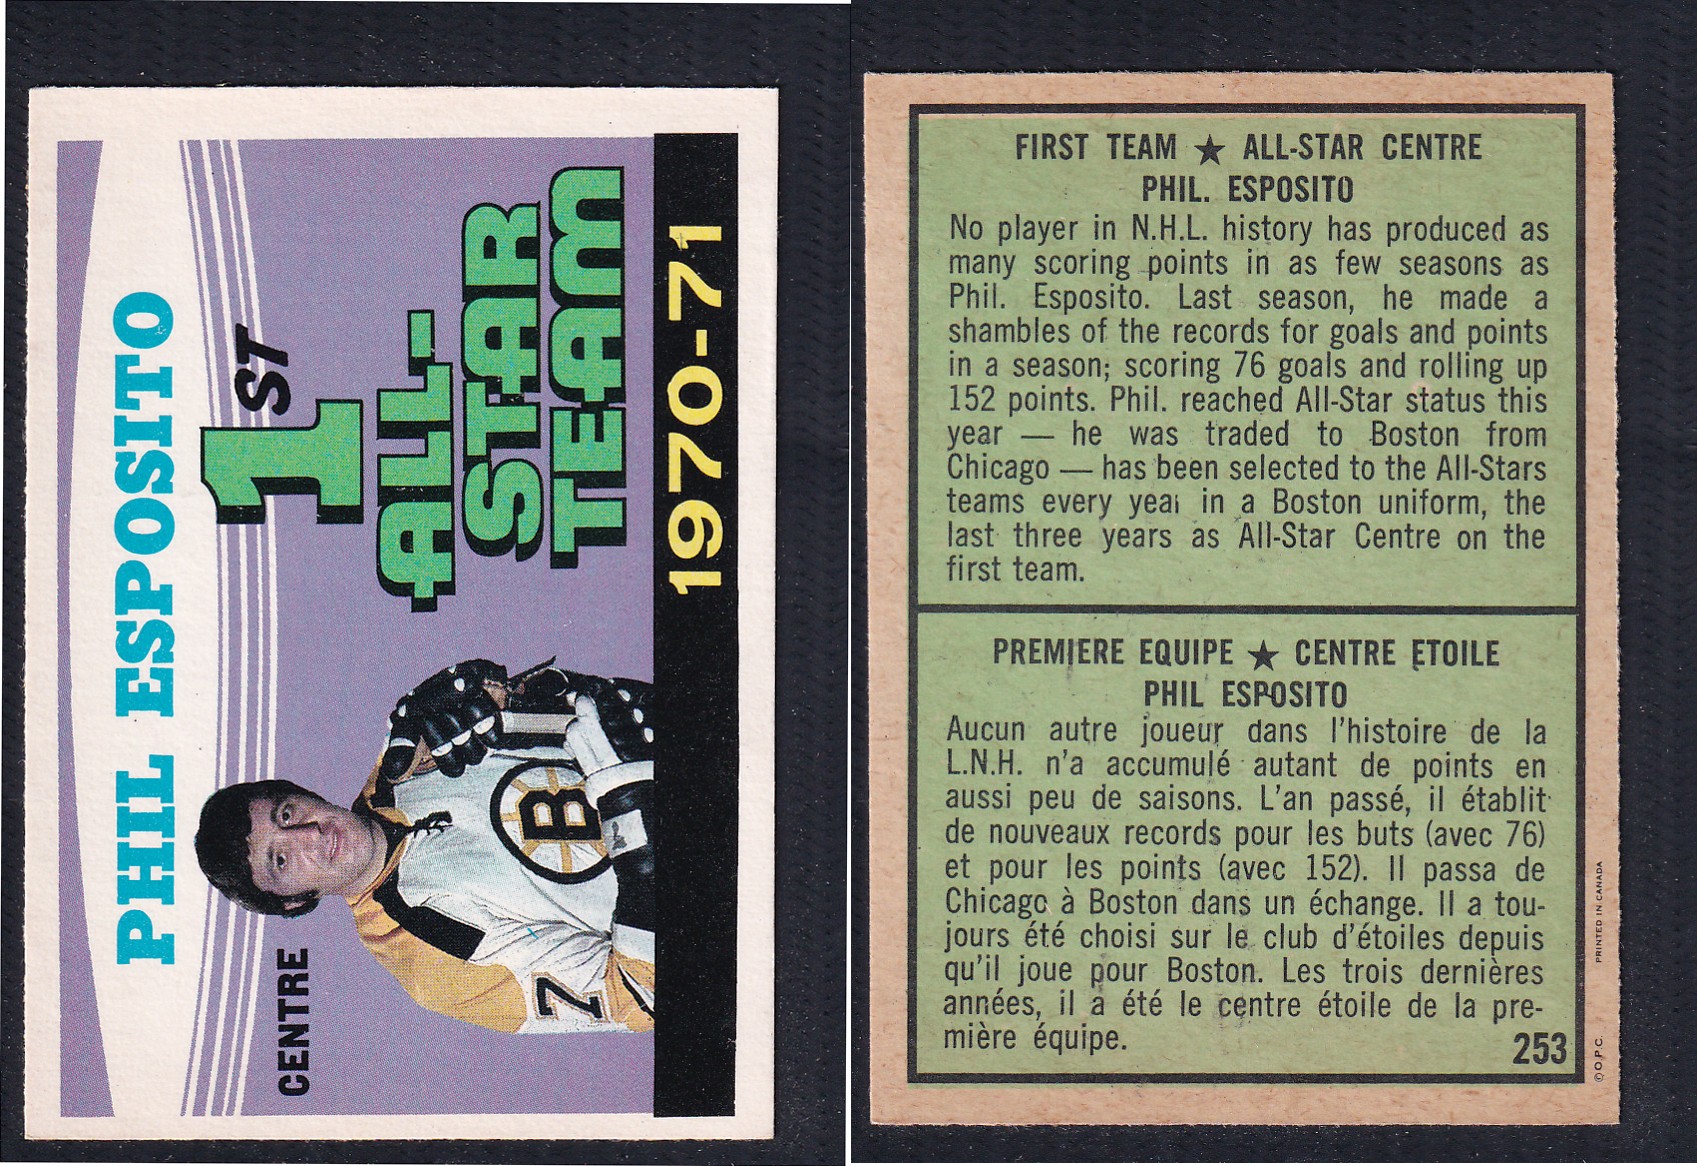 PHIL ESPOSITO
1ST
ALL-
STAR
TEAM
CENTRE
B
7
1970-71
FIRST TEAM ★ ALL-STAR CENTRE
PHIL. ESPOSITO
No player in N.H.L. history has produced as
many scoring points in as few seasons as
Phil. Esposito. Last season, he made a
shambles of the records for goals and points
in a season; scoring 76 goals and rolling up
152 points. Phil. reached All-Star status this
year — he was traded to Boston from
Chicago — has been selected to the All-Stars
teams every year in a Boston uniform, the
last three years as All-Star Centre on the
first team.
PREMIERE EQUIPE ★ CENTRE ETOILE
PHIL ESPOSITO
Aucun autre joueur dans l'histoire de la
L.N.H. n'a accumulé autant de points en
aussi peu de saisons. L'an passé, il établit
de nouveaux records pour les buts (avec 76)
et pour les points (avec 152). Il passa de
Chicago à Boston dans un échange. Il a tou-
jours été choisi sur le club d'étoiles depuis
qu'il joue pour Boston. Les trois dernières
années, il a été le centre étoile de la pre-
mière équipe.
253
© O.P.C. PRINTED IN CANADA